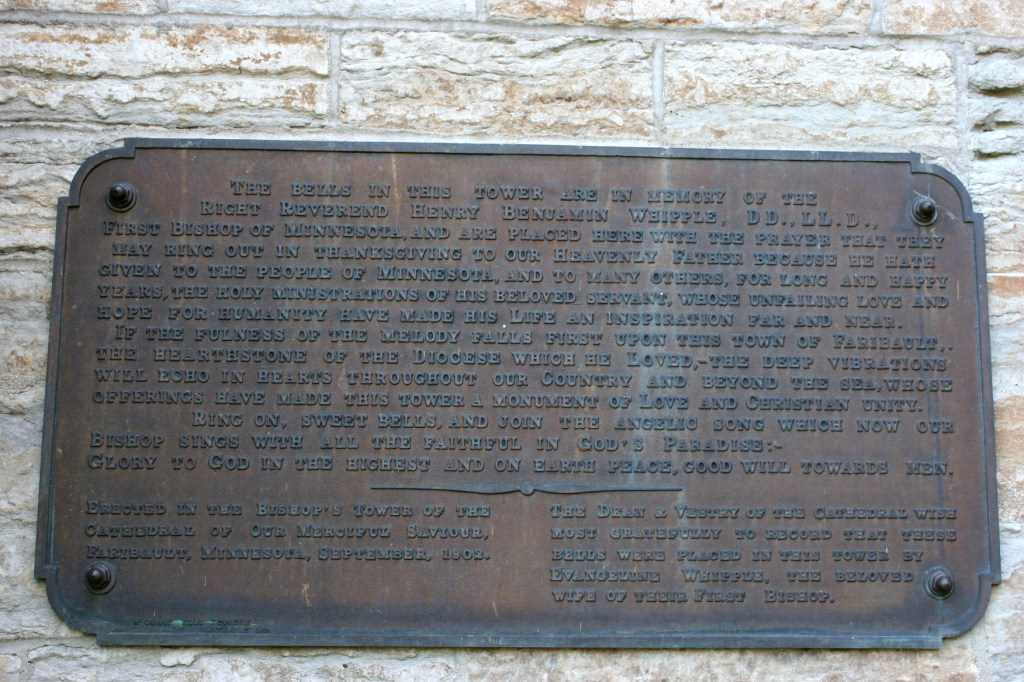 THE BELLS IN THIS TOWER ARE IN MEMORY OF THE
RIGHT REVEREND HENRY BENJAMIN WHIPPLE, D D., LL. D.,
FIRST BISHOP OF MINNESOTA, AND ARE PLACED HERE WITH THE PRAYER THAT THEY
MAY RING OUT IN THANKSGIVING TO OUR HEAVENLY FATHER BECAUSE HE HATH
GIVEN TO THE PEOPLE OF MINNESOTA, AND TO MANY OTHERS, FOR LONG AND HAPPY
YEARS, THE HOLY MINISTRATIONS OF HIS BELOVED SERVANT, WHOSE UNFAILING LOVE AND
HOPE FOR HUMANITY HAVE MADE HIS LIFE AN INSPIRATION FAR AND NEAR.
IF THE FULNESS OF THE MELODY FALLS FIRST UPON THIS TOWN OF FARIBAULT,
THE HEARTHSTONE OF THE DIOCESE WHICH HE LOVED,-THE DEEP VIBRATIONS
WILL ECHO IN HEARTS THROUGHOUT OUR COUNTRY AND BEYOND THE SEA, WHOSE
OFFERINGS HAVE MADE THIS TOWER A MONUMENT OF LOVE AND CHRISTIAN UNITY.
RING ON, SWEET BELLS, AND JOIN THE ANGELIC SONG WHICH NOW OUR
BISHOP SINGS WITH ALL THE FAITHFUL IN GOD'S PARADISE:-
GLORY TO GOD IN THE HIGHEST AND ON EARTH PEACE, GOOD WILL TOWARDS MEN.
ERECTED IN THE BISHOP'S TOWER OF THE
CATHEDRAL OF OUR MERCIFUL SAVIOUR,
FARIBAULT, MINNESOTA, SEPTEMBER, 1902.
THE DEAN & VESTRY OF THE CATHEDRAL WISH
MOST GRATEFULLY TO RECORD THAT THESE
BELLS WERE PLACED IN THIS TOWER BY
EVANGELINE WHIPPLE, THE BELOVED
WIFE OF THEIR FIRST BISHOP.